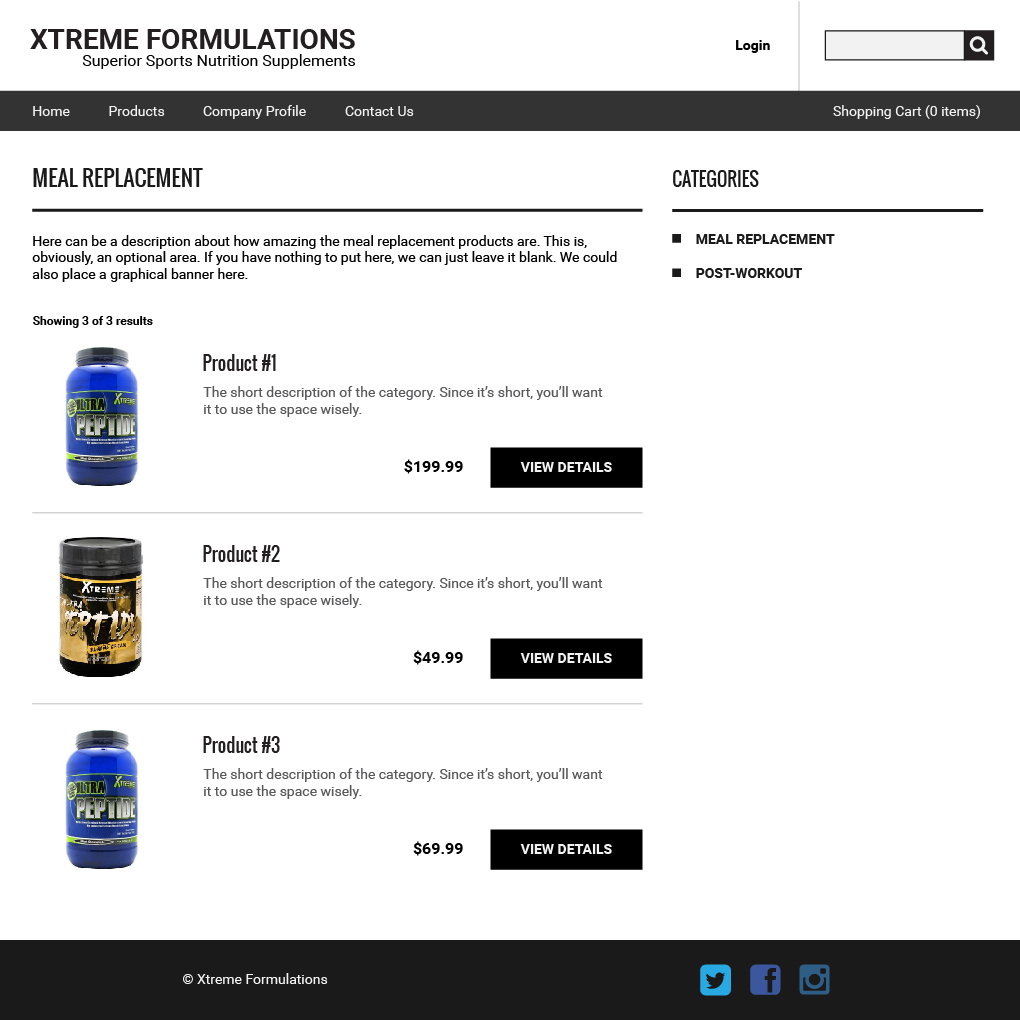 XTREME FORMULATIONS
Superior Sports Nutrition Supplements
Login
Home Products Company Profile Contact Us Shopping Cart (0 items)
MEAL REPLACEMENT
Here can be a description about how amazing the meal replacement products are. This is,
obviously, an optional area. If you have nothing to put here, we can just leave it blank. We could
also place a graphical banner here.
Showing 3 of 3 results
XTREME
ULTRA
PEPTIDE
Product #1
The short description of the category. Since it’s short, you’ll want
it to use the space wisely.
$199.99 VIEW DETAILS
XTREME
PEPTIDE
Product #2
The short description of the category. Since it’s short, you’ll want
it to use the space wisely.
$49.99 VIEW DETAILS
XTREME
ULTRA
PEPTIDE
Product #3
The short description of the category. Since it’s short, you’ll want
it to use the space wisely.
$69.99 VIEW DETAILS
CATEGORIES
MEAL REPLACEMENT
POST-WORKOUT
© Xtreme Formulations